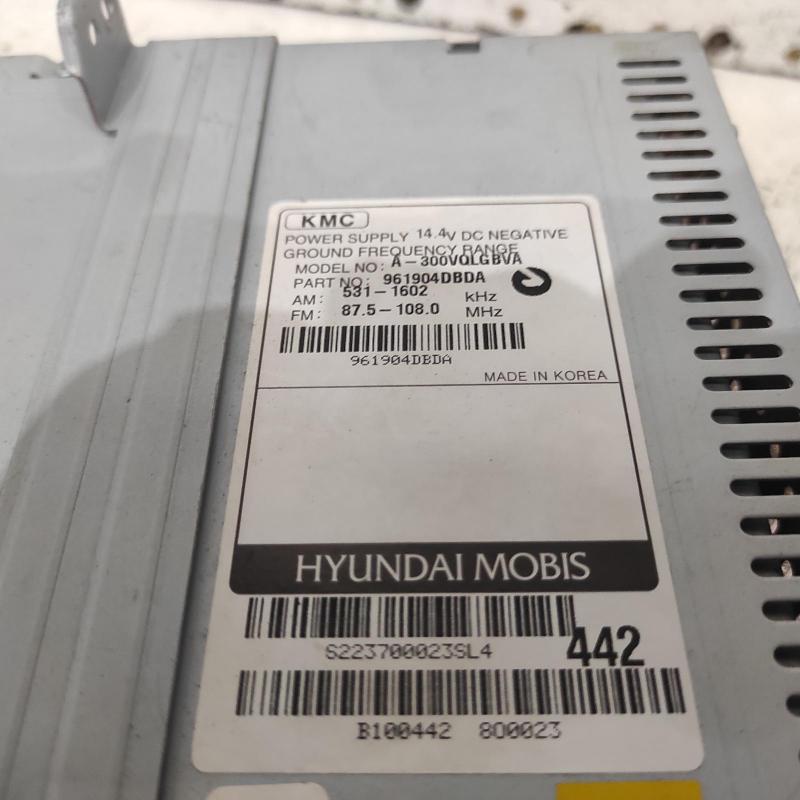 KMC
POWER SUPPLY 14.4V DC NEGATIVE
GROUND FREQUENCY RANGE
MODEL NO: A-300VQLGBVA
PART NO: 961904DBDA
AM: 531-1602 kHz
FM: 87.5-108.0 MHz
961904DBDA
MADE IN KOREA
HYUNDAI MOBIS
S223700023SL4
442
B100442 800023